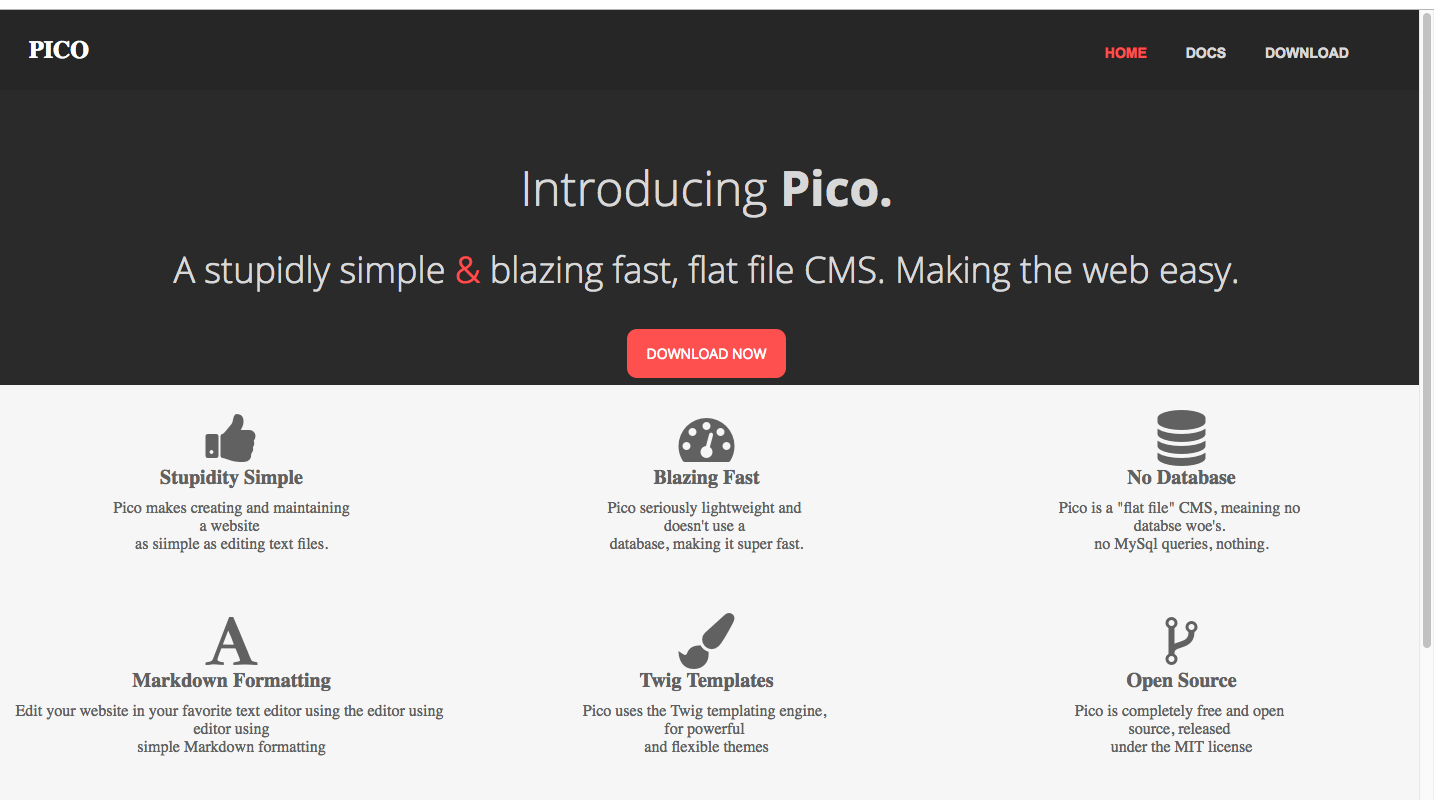 PICO
HOME DOCS DOWNLOAD
Introducing Pico.
A stupidly simple & blazing fast, flat file CMS. Making the web easy.
DOWNLOAD NOW
Stupidity Simple
Pico makes creating and maintaining
a website
as siimple as editing text files.
Blazing Fast
Pico seriously lightweight and
doesn't use a
database, making it super fast.
No Database
Pico is a "flat file" CMS, meaining no
databse woe's.
no MySql queries, nothing.
Markdown Formatting
Edit your website in your favorite text editor using the editor using
editor using
simple Markdown formatting
Twig Templates
Pico uses the Twig templating engine,
for powerful
and flexible themes
Open Source
Pico is completely free and open
source, released
under the MIT license